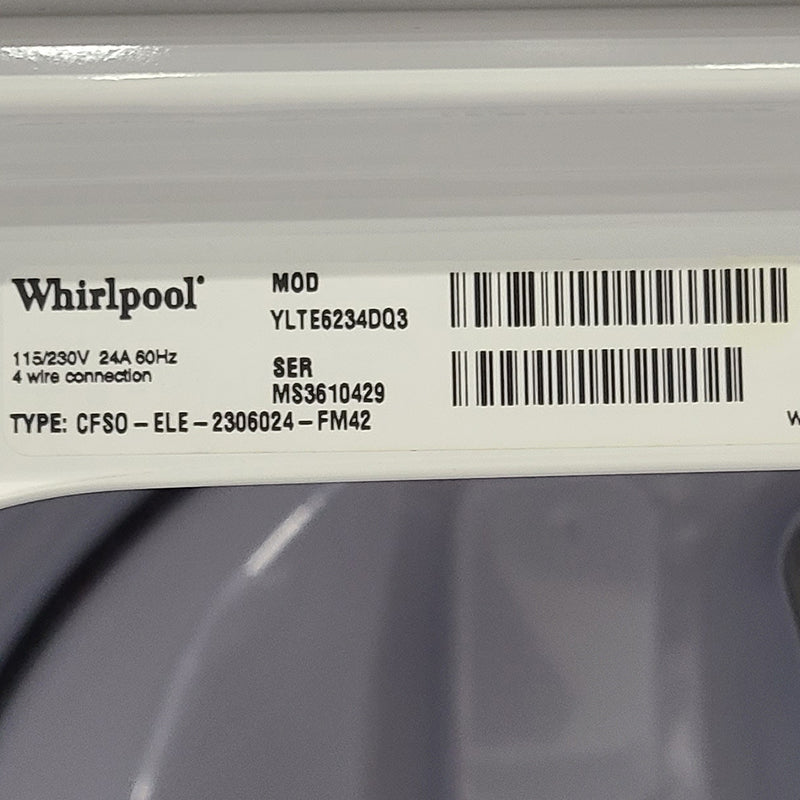 Whirlpool
MOD
YLTE6234DQ3
115/230V 24A 60Hz
4 wire connection
SER
MS3610429
TYPE: CFSO-ELE-2306024-FM42